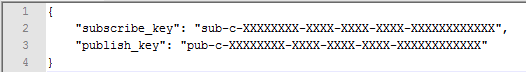 1 {
2     "subscribe_key": "sub-c-XXXXXXXX-XXXX-XXXX-XXXX-XXXXXXXXXXXX",
3     "publish_key": "pub-c-XXXXXXXX-XXXX-XXXX-XXXX-XXXXXXXXXXXX"
4 }